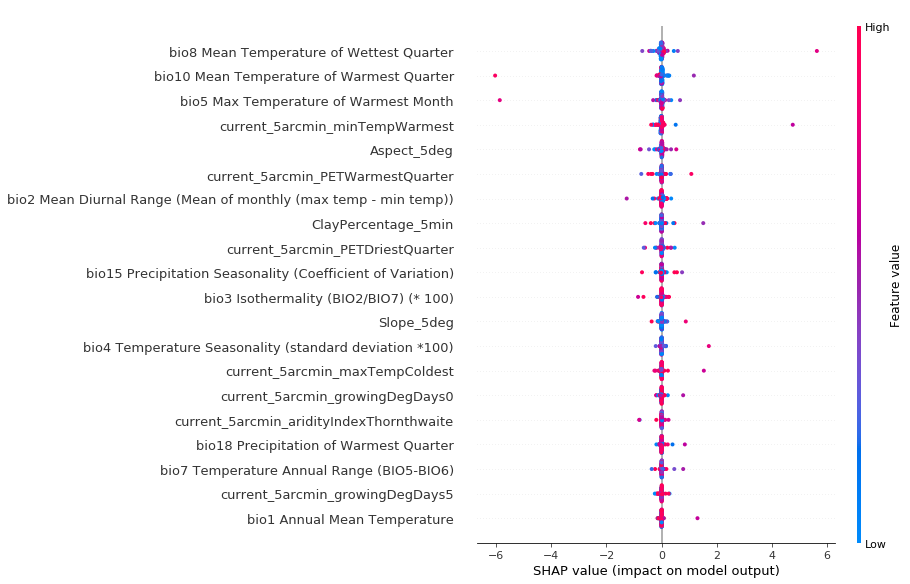 High
bio8 Mean Temperature of Wettest Quarter
bio10 Mean Temperature of Warmest Quarter
bio5 Max Temperature of Warmest Month
current_5arcmin_minTempWarmest
Aspect_5deg
current_5arcmin_PETWarmestQuarter
bio2 Mean Diurnal Range (Mean of monthly (max temp - min temp))
ClayPercentage_5min
current_5arcmin_PETDriestQuarter
bio15 Precipitation Seasonality (Coefficient of Variation)
bio3 Isothermality (BIO2/BIO7) (* 100)
Slope_5deg
bio4 Temperature Seasonality (standard deviation *100)
current_5arcmin_maxTempColdest
current_5arcmin_growingDegDays0
current_5arcmin_aridityIndexThornthwaite
bio18 Precipitation of Warmest Quarter
bio7 Temperature Annual Range (BIO5-BIO6)
current_5arcmin_growingDegDays5
bio1 Annual Mean Temperature
Feature value
Low
−6 −4 −2 0 2 4 6
SHAP value (impact on model output)